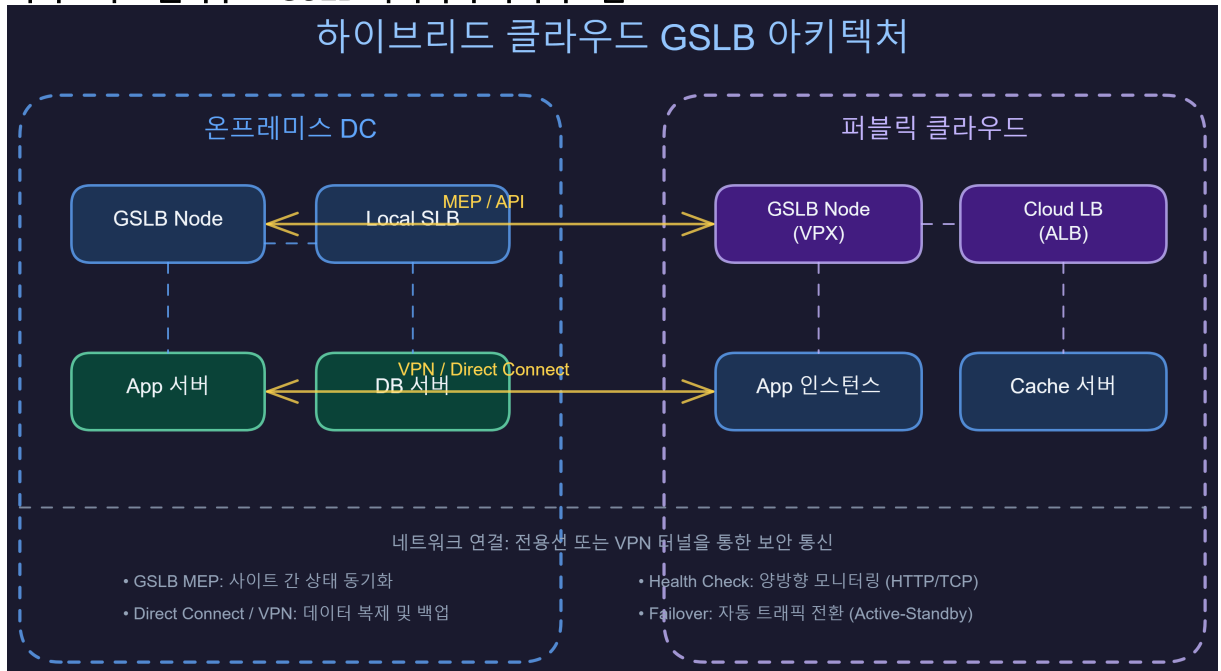 하이브리드 클라우드 GSLB 아키텍처
온프레미스 DC
퍼블릭 클라우드
GSLB Node
Local SLB
MEP / API
GSLB Node
(VPX)
Cloud LB
(ALB)
App 서버
DB 서버
VPN / Direct Connect
App 인스턴스
Cache 서버
네트워크 연결: 전용선 또는 VPN 터널을 통한 보안 통신
• GSLB MEP: 사이트 간 상태 동기화
• Health Check: 양방향 모니터링 (HTTP/TCP)
• Direct Connect / VPN: 데이터 복제 및 백업
• Failover: 자동 트래픽 전환 (Active-Standby)